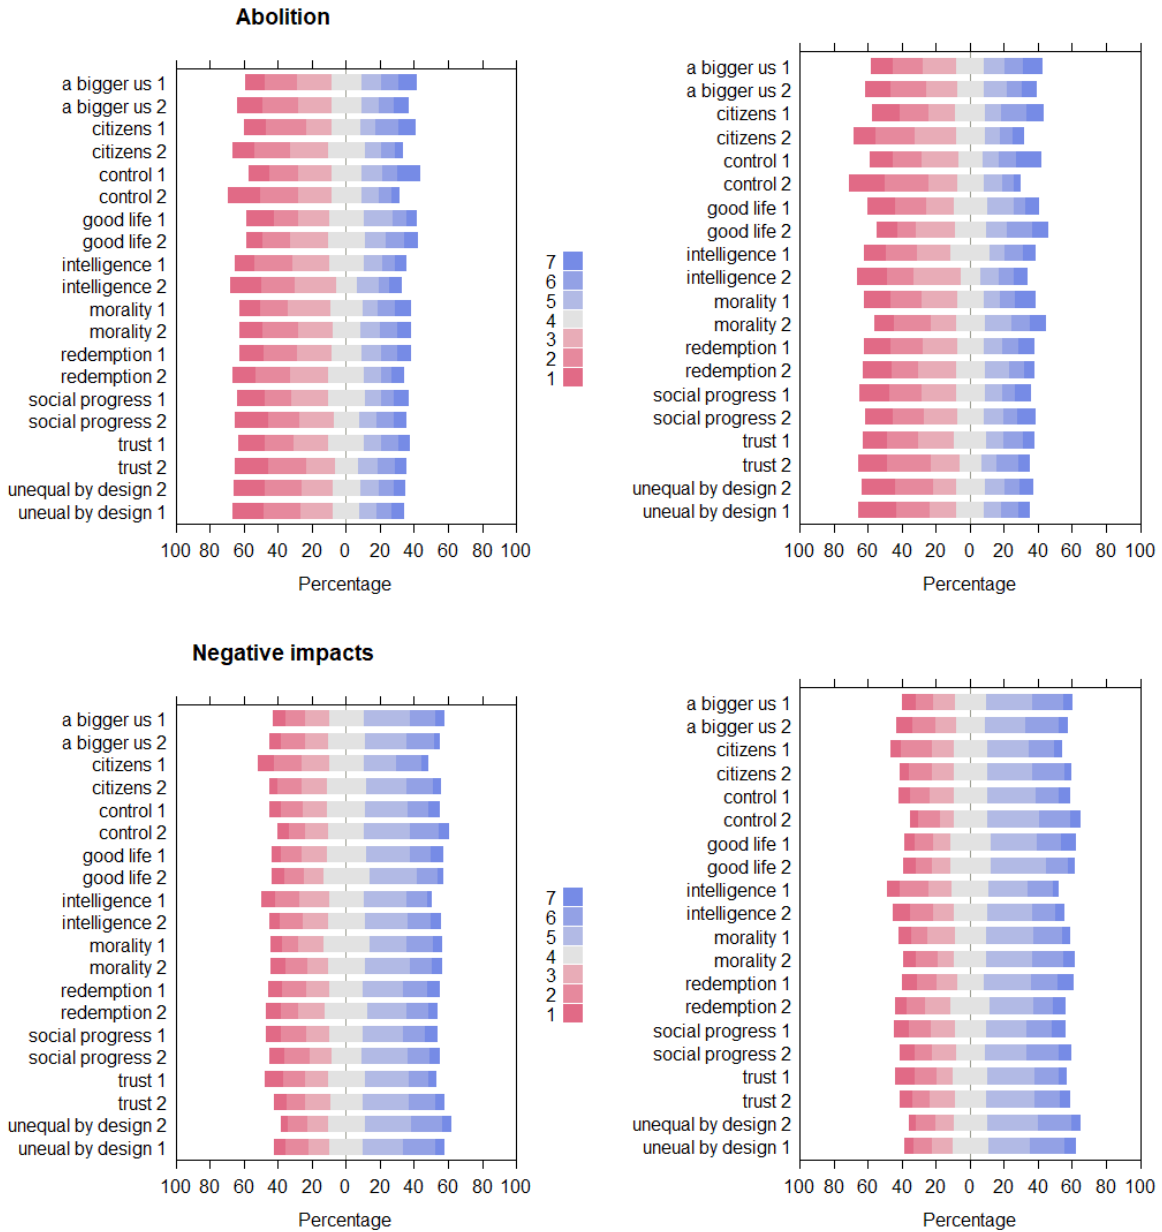 Abolition
a bigger us 1
a bigger us 2
citizens 1
citizens 2
control 1
control 2
good life 1
good life 2
intelligence 1
intelligence 2
morality 1
morality 2
redemption 1
redemption 2
social progress 1
social progress 2
trust 1
trust 2
unequal by design 2
uneual by design 1
100 80 60 40 20 0 20 40 60 80 100
Percentage
7
6
5
4
3
2
1
a bigger us 1
a bigger us 2
citizens 1
citizens 2
control 1
control 2
good life 1
good life 2
intelligence 1
intelligence 2
morality 1
morality 2
redemption 1
redemption 2
social progress 1
social progress 2
trust 1
trust 2
unequal by design 2
uneual by design 1
100 80 60 40 20 0 20 40 60 80 100
Percentage
Negative impacts
a bigger us 1
a bigger us 2
citizens 1
citizens 2
control 1
control 2
good life 1
good life 2
intelligence 1
intelligence 2
morality 1
morality 2
redemption 1
redemption 2
social progress 1
social progress 2
trust 1
trust 2
unequal by design 2
uneual by design 1
100 80 60 40 20 0 20 40 60 80 100
Percentage
7
6
5
4
3
2
1
a bigger us 1
a bigger us 2
citizens 1
citizens 2
control 1
control 2
good life 1
good life 2
intelligence 1
intelligence 2
morality 1
morality 2
redemption 1
redemption 2
social progress 1
social progress 2
trust 1
trust 2
unequal by design 2
uneual by design 1
100 80 60 40 20 0 20 40 60 80 100
Percentage